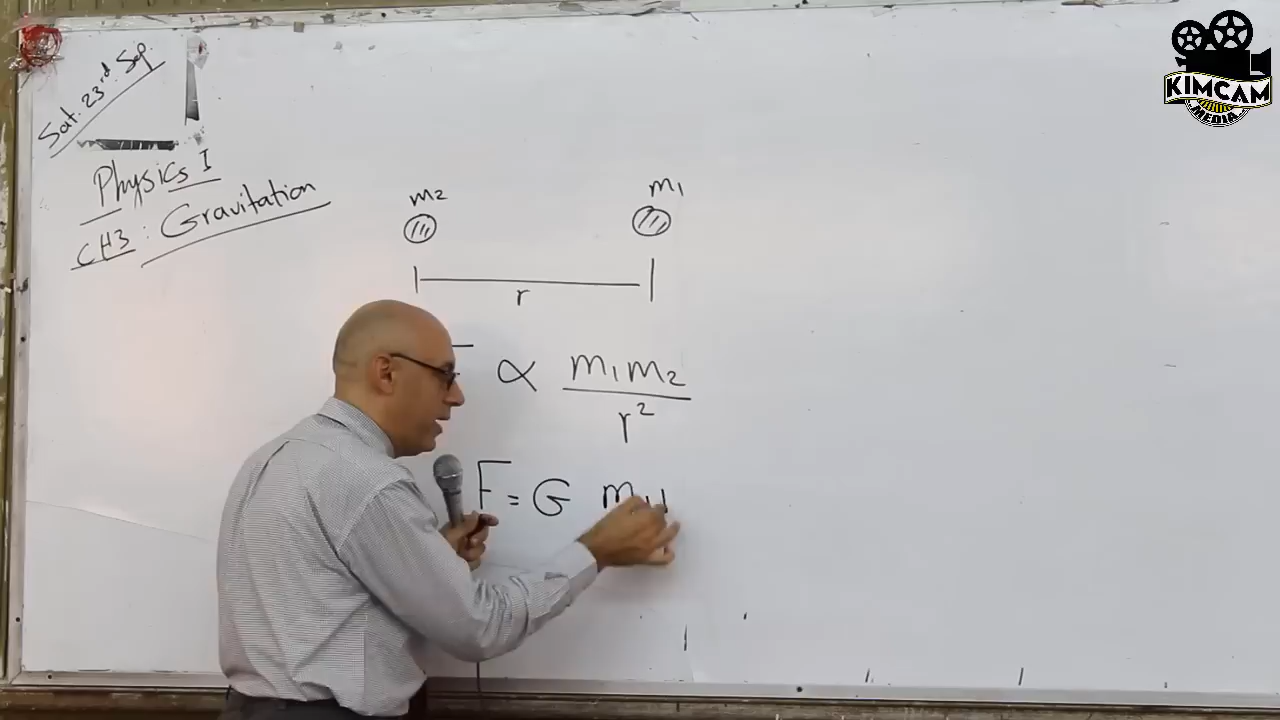 Sat. 23rd. Sep.
Physics I
CH3: Gravitation
m2
m1
r
∝ m1m2
r2
F = G m
KIMCAM
MEDIA